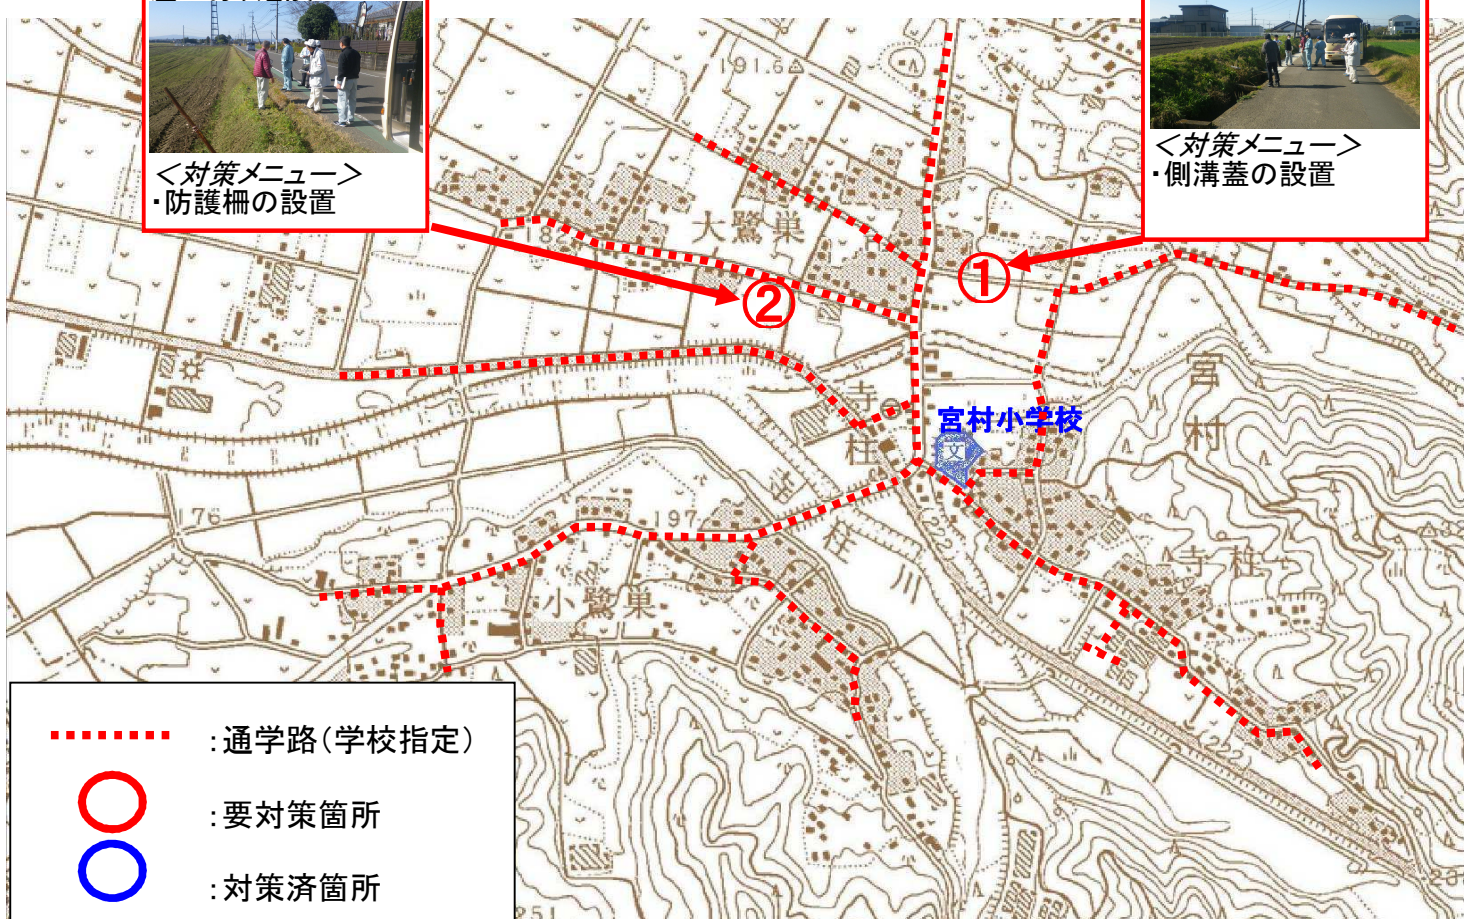 <対策メニュー>
・防護柵の設置
<対策メニュー>
・側溝蓋の設置
191.6
大鷺巣
182
①
②
宮村
寺柱
宮村小学校
文
176
197
寺柱川
(222)
寺柱
小鷺巣
(222)
251
:通学路(学校指定)
:要対策箇所
:対策済箇所